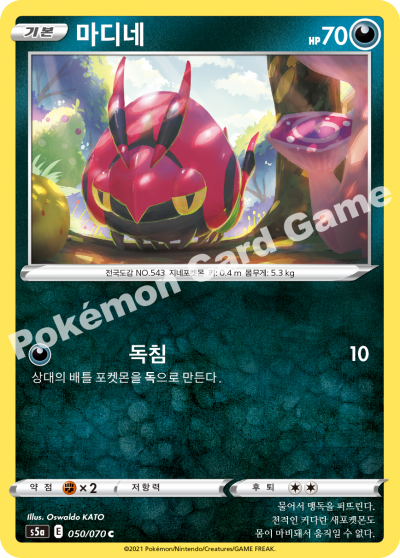 기본 마디네 HP 70
전국도감 NO.543 지네포켓몬 키: 0.4 m 몸무게: 5.3 kg
Pokémon Card Game
독침 10
상대의 배틀 포켓몬을 독으로 만든다.
약점 ×2 저항력 후퇴
Illus. Oswaldo KATO
s5a E 050/070 C
물어서 맹독을 퍼뜨린다.
천적인 커다란 새포켓몬도
몸이 마비돼서 움직일 수 없다.
©2021 Pokémon/Nintendo/Creatures/GAME FREAK.